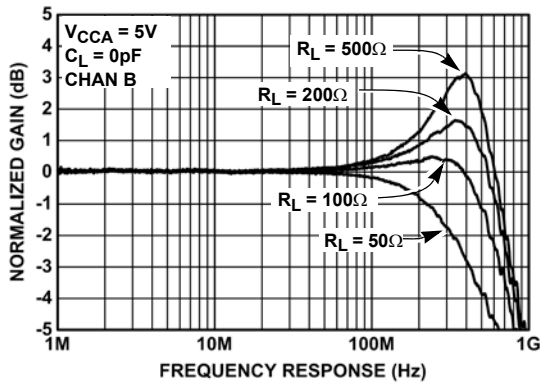 NORMALIZED GAIN (dB)
5
4
3
2
1
0
-1
-2
-3
-4
-5
VCCA = 5V
CL = 0pF
CHAN B
RL = 500Ω
RL = 200Ω
RL = 100Ω
RL = 50Ω
1M
10M
100M
1G
FREQUENCY RESPONSE (Hz)